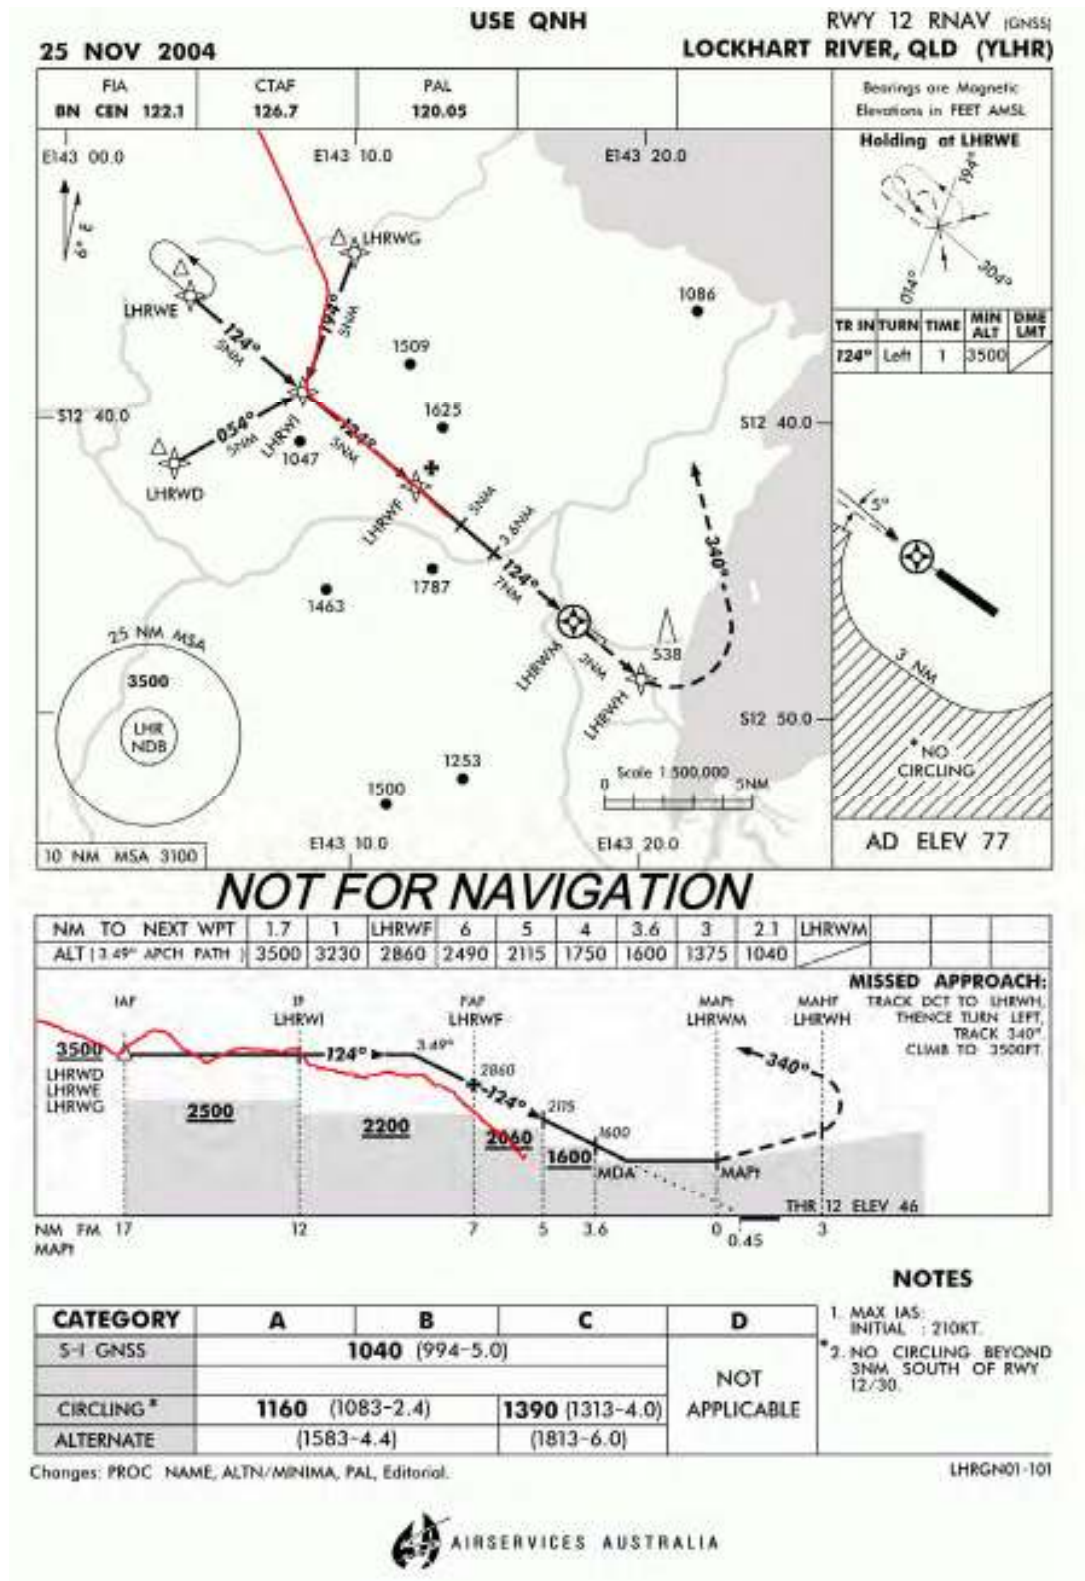 USE QNH
RWY 12 RNAV (GNSS)
25 NOV 2004
LOCKHART RIVER, QLD (YLHR)
FIA
BN CEN 122.1
CTAF
126.7
PAL
120.05
Bearings are Magnetic
Elevations in FEET AMSL
E143 00.0
E143 10.0
E143 20.0
6° E
LHRWG
LHRWE
124°
5NM
194°
5NM
1086
1509
S12 40.0
1625
S12 40.0
054°
5NM
LHRWI
1047
124°
5NM
LHRWD
LHRWF
5NM
3.6NM
340°
1787
124°
7NM
1463
25 NM MSA
3500
LHR
NDB
538
LHRWM
3NM
LHRWH
S12 50.0
1253
1500
Scale 1:500,000
0
5NM
E143 10.0
E143 20.0
10 NM MSA 3100
Holding at LHRWE
194°
014°
304°
TR IN TURN TIME MIN ALT DME LMT
124° Left 1 3500
5°
3 NM
* NO
CIRCLING
AD ELEV 77
NOT FOR NAVIGATION
NM TO NEXT WPT 1.7 1 LHRWF 6 5 4 3.6 3 2.1 LHRWM
ALT (3.49° APCH PATH) 3500 3230 2860 2490 2115 1750 1600 1375 1040
MISSED APPROACH:
TRACK DCT TO LHRWH,
THENCE TURN LEFT,
TRACK 340°.
CLIMB TO 3500FT.
IAF
IF
LHRWI
FAF
LHRWF
MAPt
LHRWM
MAHF
LHRWH
3500
LHRWD
LHRWE
LHRWG
124°
3.49°
2860
124°
2115
1600
340°
2500
2200
2060
1600
MDA
MAPt
THR 12 ELEV 46
NM FM 17 12 7 5 3.6 0 0.45 3
MAPt
CATEGORY A B C D
S-I GNSS 1040 (994-5.0)
NOT
APPLICABLE
CIRCLING * 1160 (1083-2.4) 1390 (1313-4.0)
ALTERNATE (1583-4.4) (1813-6.0)
NOTES
1. MAX IAS:
INITIAL : 210KT.
*2. NO CIRCLING BEYOND
3NM SOUTH OF RWY
12/30.
Changes: PROC NAME, ALTN/MINIMA, PAL, Editorial.
LHRGN01-101
AIRSERVICES AUSTRALIA